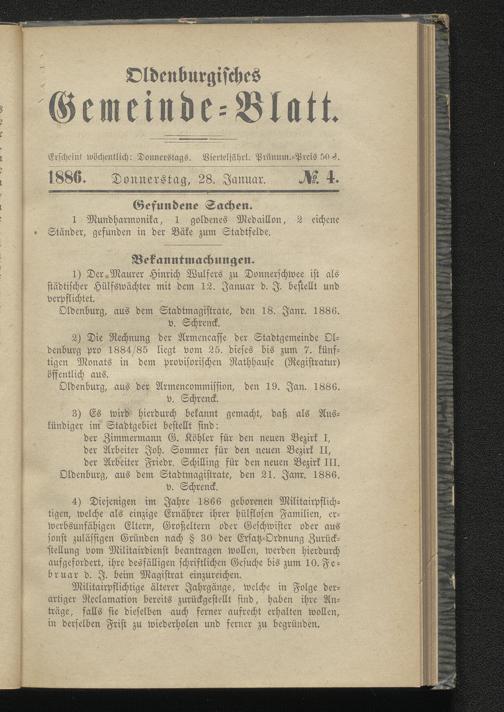 Oldenburgisches
Gemeinde-Blatt.
Erscheint wöchentlich: Donnerstags. Vierteljährl. Pränum.-Preis 50 ₰.
1886. Donnerstag, 28. Januar. № 4.
Gefundene Sachen.
1 Mundharmonika, 1 goldenes Medaillon, 2 eichene
Ständer, gefunden in der Bäke zum Stadtfelde.
Bekanntmachungen.
1) Der Maurer Hinrich Wulfers zu Donnerschwee ist als
städtischer Hülfswächter mit dem 12. Januar d. J. bestellt und
verpflichtet.
Oldenburg, aus dem Stadtmagistrate, den 18. Janr. 1886.
v. Schrenck.
2) Die Rechnung der Armencasse der Stadtgemeinde Ol-
denburg pro 1884/85 liegt vom 25. dieses bis zum 7. künf-
tigen Monats in dem provisorischen Rathhause (Registratur)
öffentlich aus.
Oldenburg, aus der Armencommission, den 19. Jan. 1886.
v. Schrenck.
3) Es wird hierdurch bekannt gemacht, daß als Aus-
kündiger im Stadtgebiet bestellt sind:
der Zimmermann G. Köhler für den neuen Bezirk I,
der Arbeiter Joh. Sommer für den neuen Bezirk II,
der Arbeiter Friedr. Schilling für den neuen Bezirk III.
Oldenburg, aus dem Stadtmagistrate, den 21. Janr. 1886.
v. Schrenck.
4) Diejenigen im Jahre 1866 geborenen Militairpflich-
tigen, welche als einzige Ernährer ihrer hülflosen Familien, er-
werbsunfähigen Eltern, Großeltern oder Geschwister oder aus
sonst zulässigen Gründen nach § 30 der Ersatz-Ordnung Zurück-
stellung vom Militairdienst beantragen wollen, werden hierdurch
aufgefordert, ihre desfälligen schriftlichen Gesuche bis zum 10. Fe-
bruar d. J. beim Magistrat einzureichen.
Militairpflichtige älterer Jahrgänge, welche in Folge der-
artiger Reclamation bereits zurückgestellt sind, haben ihre An-
träge, falls sie dieselben auch ferner aufrecht erhalten wollen,
in derselben Frist zu wiederholen und ferner zu begründen.